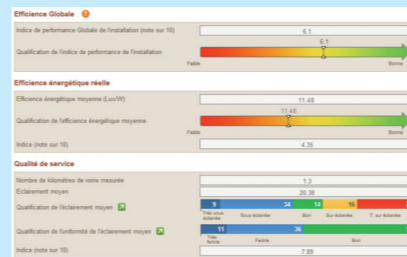 Efficience Globale
Indice de performance Globale de l'installation (note sur 10)
6.1
6.1
Qualification de l'indice de performance de l'installation
Faible
Bonne
Efficience énergétique réelle
Efficience énergétique moyenne (Lux/W)
11.48
11.48
Qualification de l'efficience énergétique moyenne
Faible
Bonne
Indice (note sur 10)
4.35
Qualité de service
Nombre de kilomètres de voirie mesurée
1,3
Eclairement moyen
20.38
Qualification de l'éclairement moyen
9 34 14 16
Très sous éclairée Sous éclairée Bon Sur éclairée T. sur éclairée
Qualification de l'uniformité de l'éclairement moyen
11 36
Très faible Faible Bon
Indice (note sur 10)
7.89